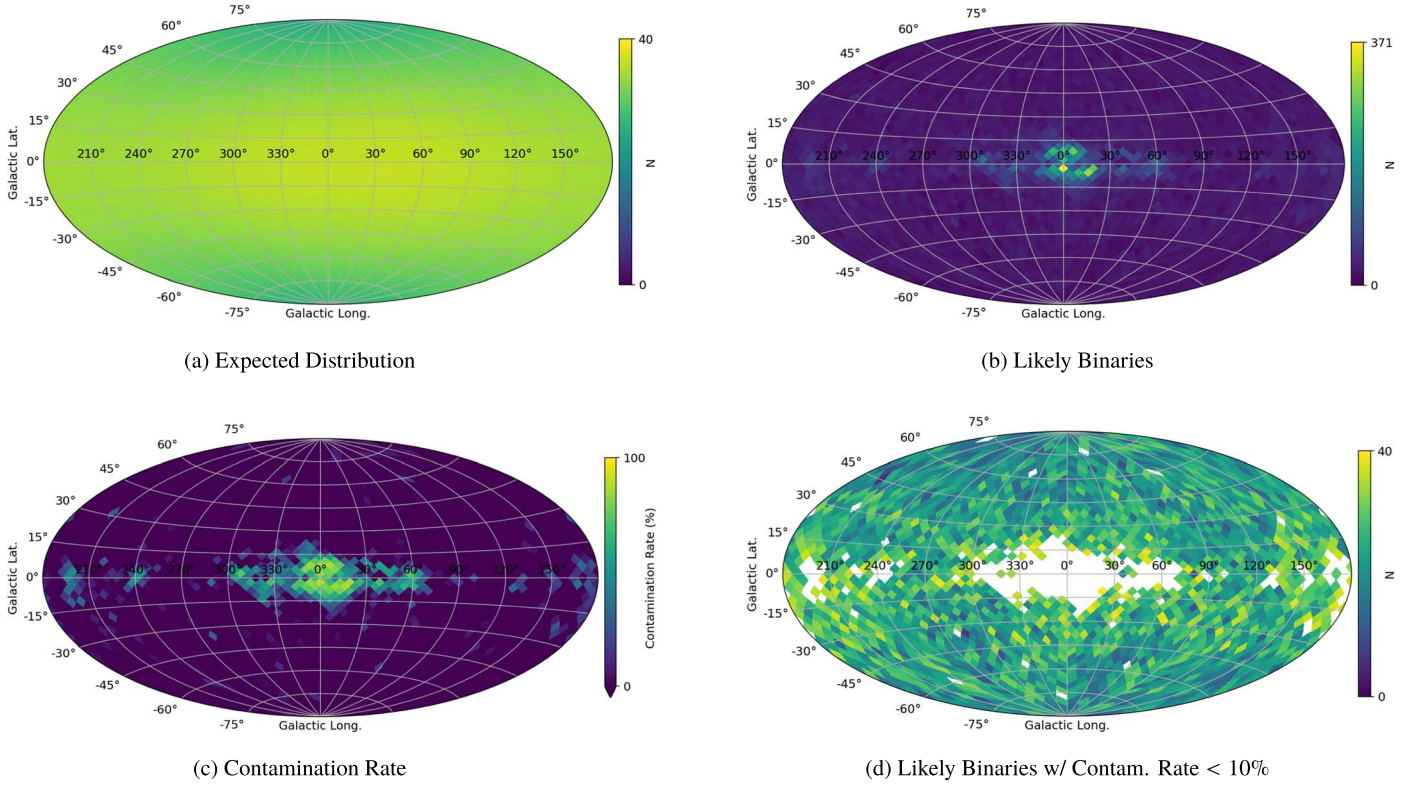 75°
60°
45°
30°
15°
0°
-15°
-30°
-45°
-60°
-75°
210° 240° 270° 300° 330° 0° 30° 60° 90° 120° 150°
Galactic Lat.
Galactic Long.
40
N
0
(a) Expected Distribution
75°
60°
45°
30°
15°
0°
-15°
-30°
-45°
-60°
-75°
210° 240° 270° 300° 330° 0° 30° 60° 90° 120° 150°
Galactic Lat.
Galactic Long.
371
N
0
(b) Likely Binaries
75°
60°
45°
30°
15°
0°
-15°
-30°
-45°
-60°
-75°
210° 240° 270° 300° 330° 0° 30° 60° 90° 120° 150°
Galactic Lat.
Galactic Long.
100
Contamination Rate (%)
0
(c) Contamination Rate
75°
60°
45°
30°
15°
0°
-15°
-30°
-45°
-60°
-75°
210° 240° 270° 300° 330° 0° 30° 60° 90° 120° 150°
Galactic Lat.
Galactic Long.
40
N
0
(d) Likely Binaries w/ Contam. Rate < 10%